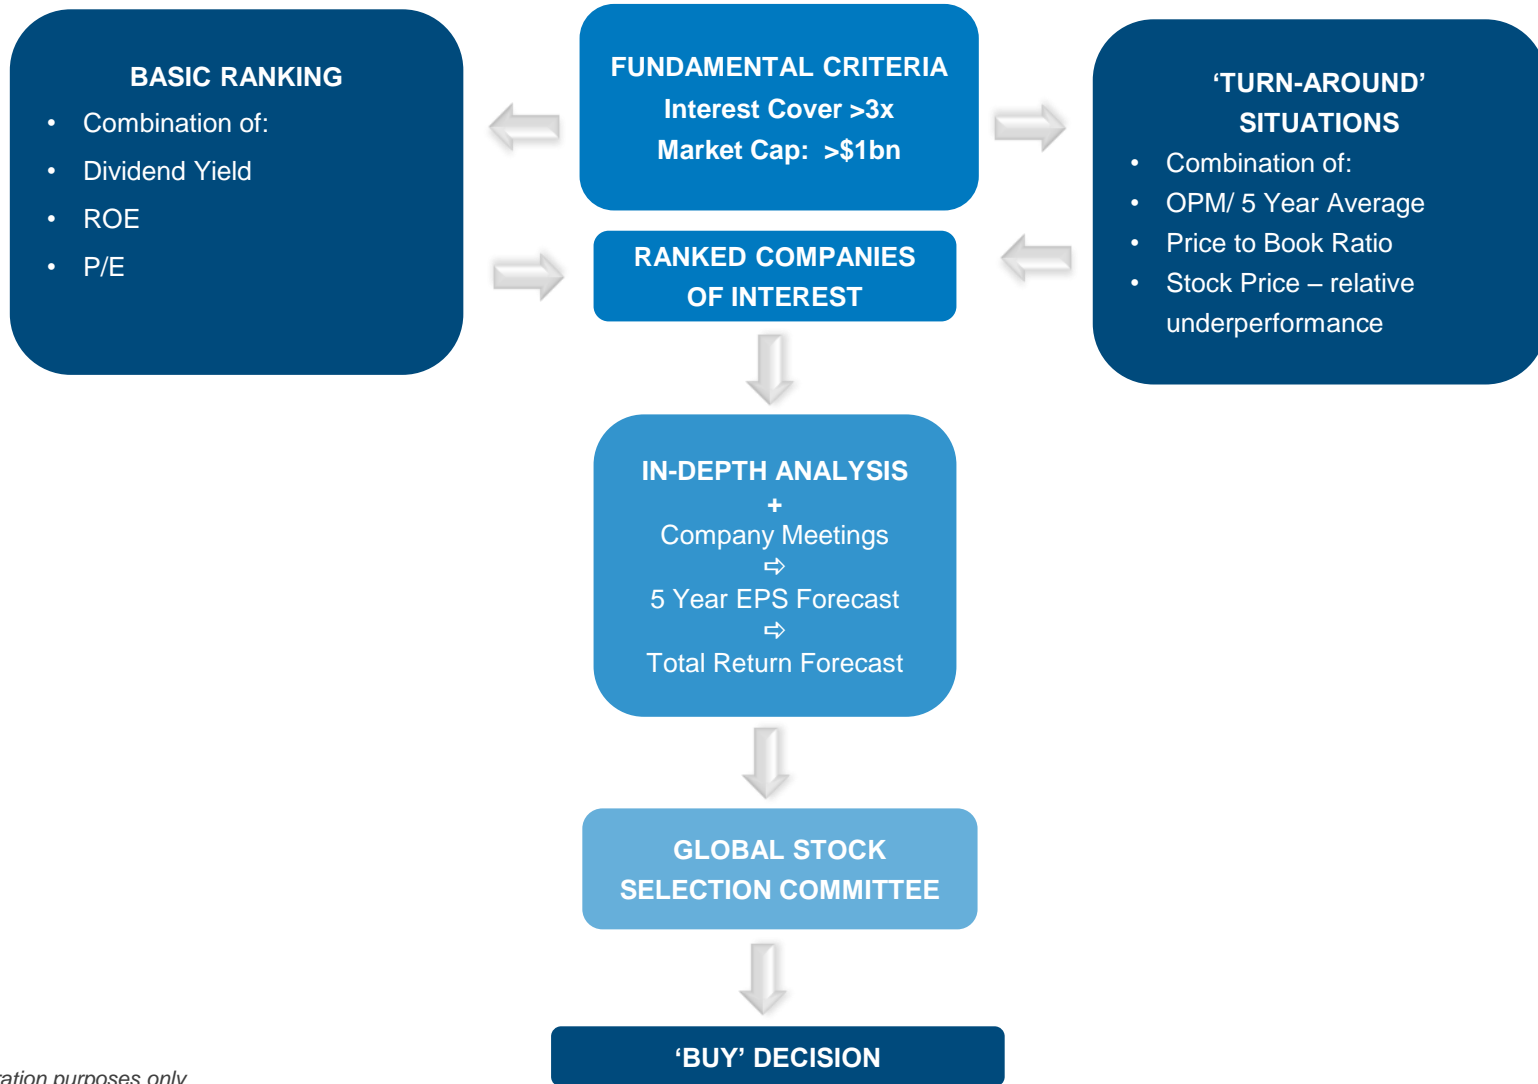 BASIC RANKING
• Combination of:
• Dividend Yield
• ROE
• P/E
FUNDAMENTAL CRITERIA
Interest Cover >3x
Market Cap:  >$1bn
‘TURN-AROUND’
SITUATIONS
• Combination of:
• OPM/ 5 Year Average
• Price to Book Ratio
• Stock Price – relative
underperformance
RANKED COMPANIES
OF INTEREST
IN-DEPTH ANALYSIS
+
Company Meetings
⇨
5 Year EPS Forecast
⇨
Total Return Forecast
GLOBAL STOCK
SELECTION COMMITTEE
‘BUY’ DECISION
purposes only